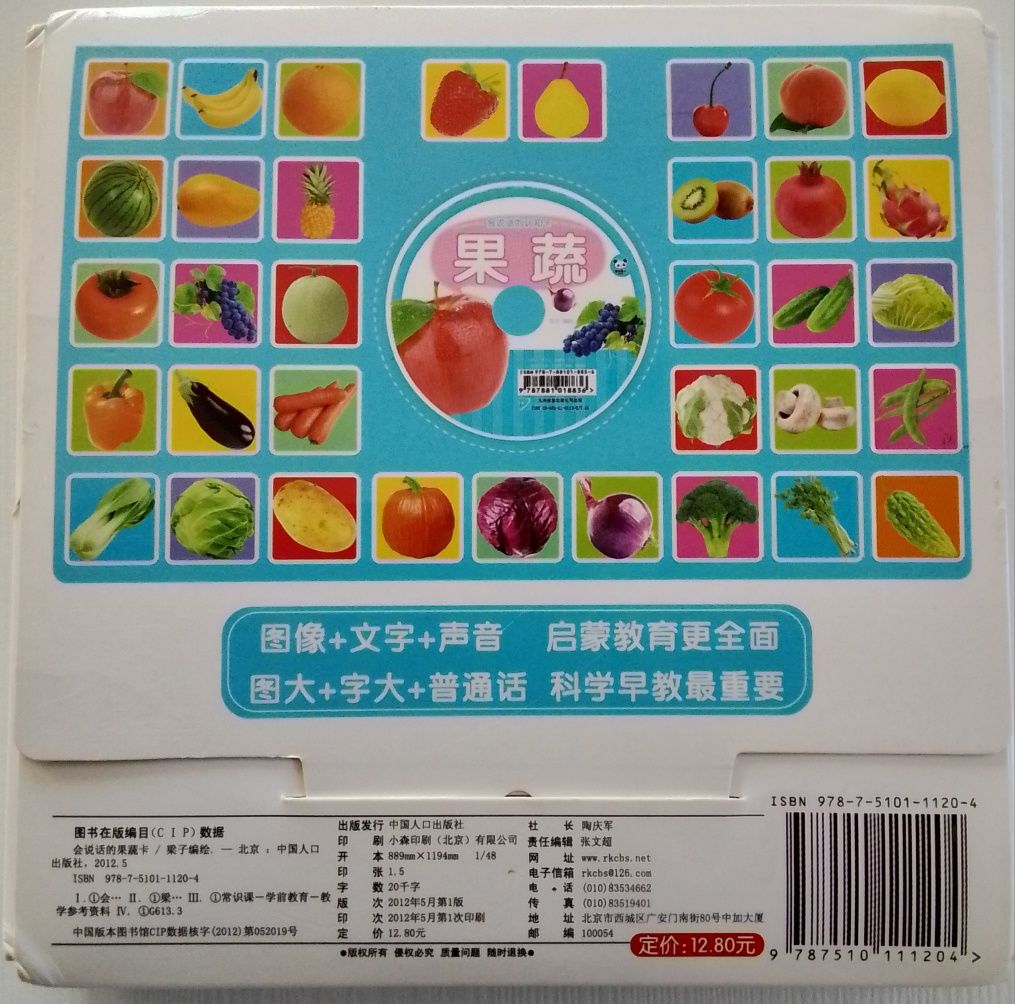 果 蔬
ISBN 978-7-88101-883-6
9 787881 018836 >
图像+文字+声音 启蒙教育更全面
图大+字大+普通话 科学早教最重要
图书在版编目(CIP)数据
会说话的果蔬卡 / 梁子编绘. — 北京 : 中国人口
出版社, 2012.5
ISBN 978-7-5101-1120-4
Ⅰ.①会… Ⅱ.①梁… Ⅲ.①常识课—学前教育—教
学参考资料 Ⅳ.①G613.3
中国版本图书馆CIP数据核字(2012)第052019号
出版发行 中国人口出版社
印 刷 小森印刷(北京)有限公司
开 本 889mm×1194mm 1/48
印 张 1.5
字 数 20千字
版 次 2012年5月第1版
印 次 2012年5月第1次印刷
定 价 12.80元
社 长 陶庆军
责任编辑 张文超
网 址 www.rkcbs.net
电子信箱 rkcbs@126.com
电 话 (010)83534662
传 真 (010)83519401
地 址 北京市西城区广安门南街80号中加大厦
邮 编 100054
●版权所有 侵权必究 质量问题 随时退换●
定价:12.80元
ISBN 978-7-5101-1120-4
9 787510 111204 >